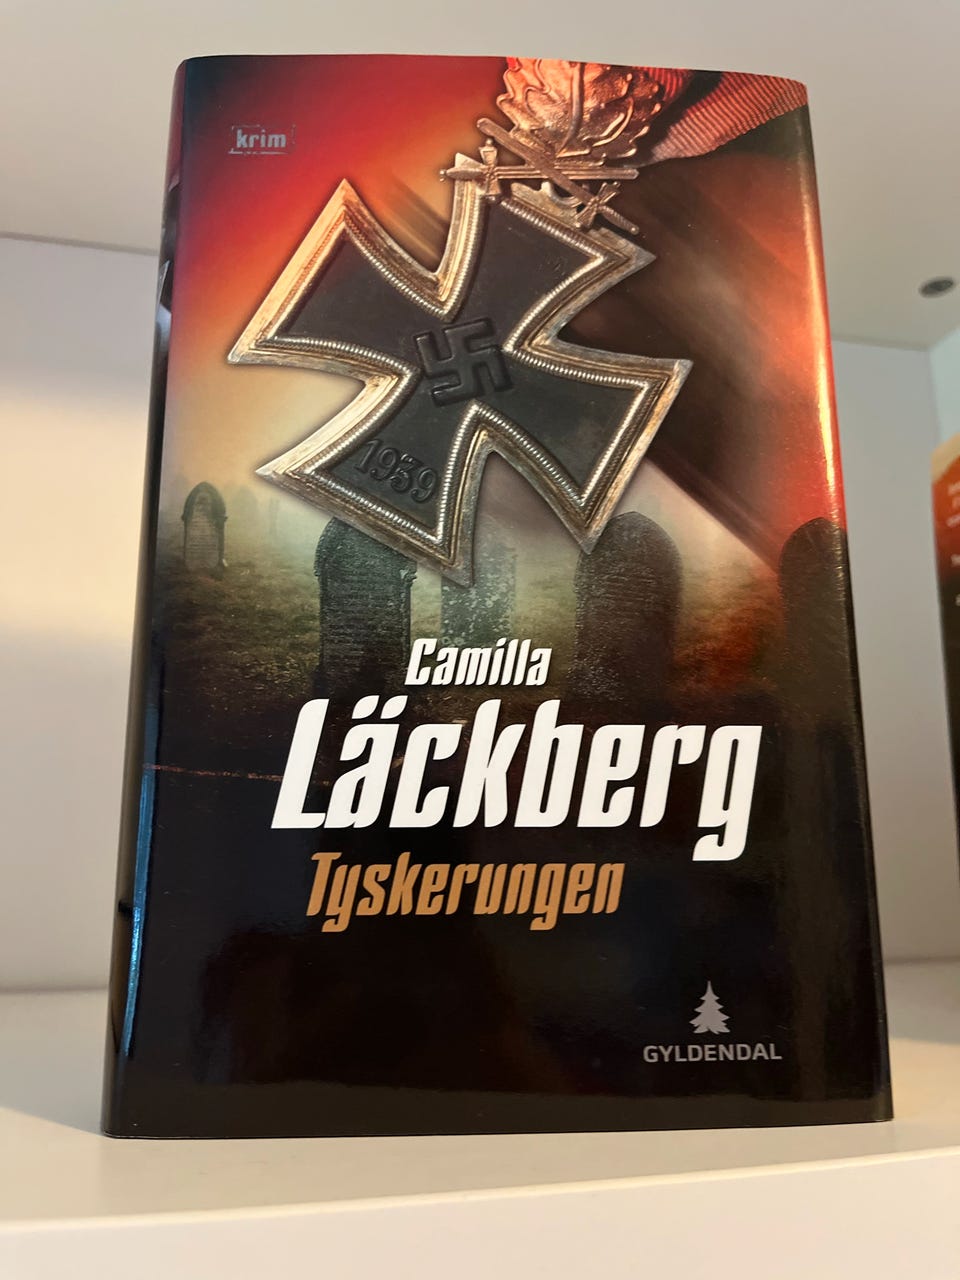 krim
1939
Camilla
Läckberg
Tyskerungen
GYLDENDAL